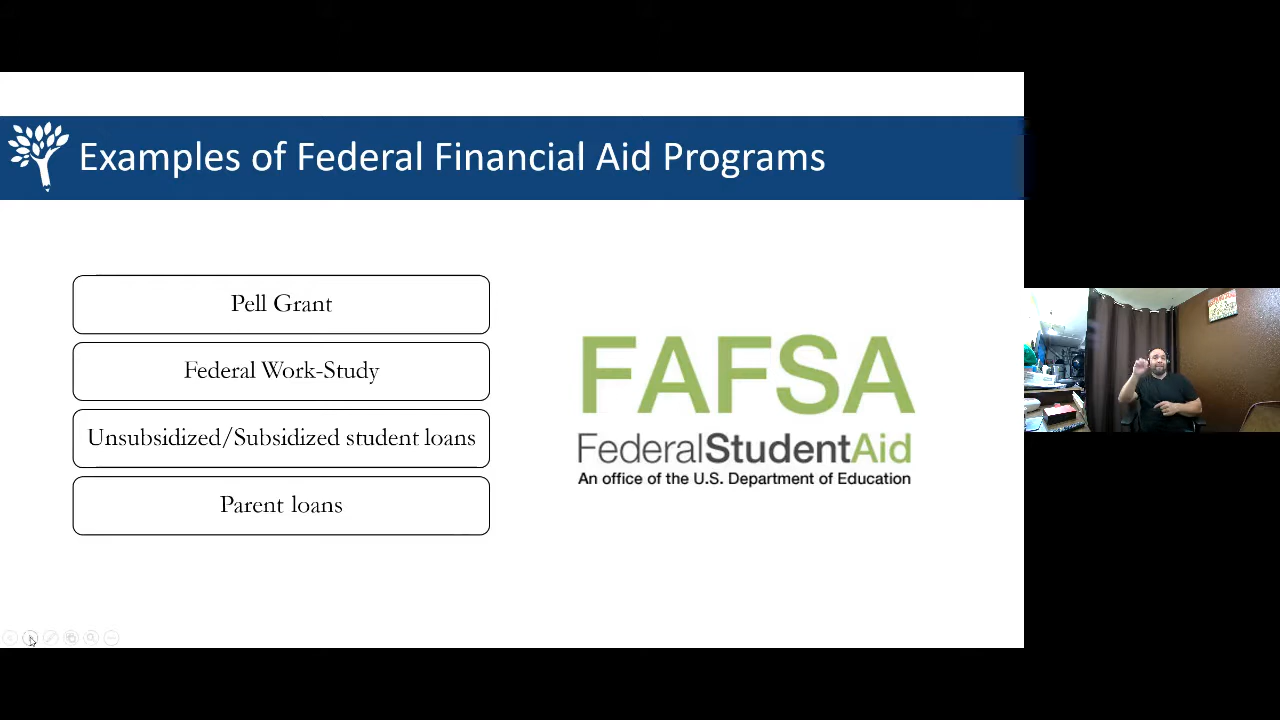 Examples of Federal Financial Aid Programs
Pell Grant
Federal Work-Study
Unsubsidized/Subsidized student loans
Parent loans
FAFSA
FederalStudentAid
An office of the U.S. Department of Education